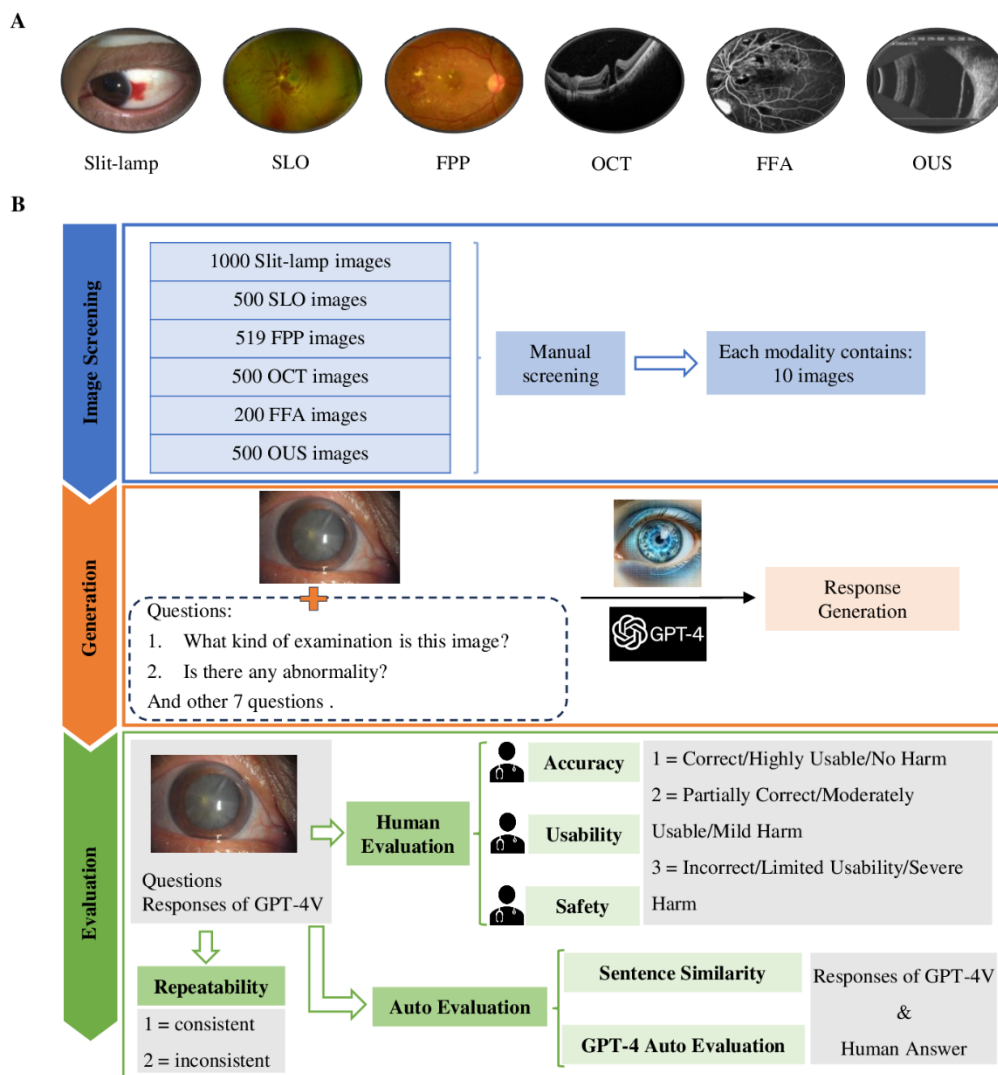 A
Slit-lamp
SLO
FPP
OCT
FFA
OUS
B
Image Screening
1000 Slit-lamp images
500 SLO images
519 FPP images
500 OCT images
200 FFA images
500 OUS images
Manual
screening
Each modality contains:
10 images
Generation
Questions:
1. What kind of examination is this image?
2. Is there any abnormality?
And other 7 questions .
GPT-4
Response
Generation
Evaluation
Questions
Responses of GPT-4V
Human
Evaluation
Accuracy
Usability
Safety
1 = Correct/Highly Usable/No Harm
2 = Partially Correct/Moderately
Usable/Mild Harm
3 = Incorrect/Limited Usability/Severe
Harm
Repeatability
1 = consistent
2 = inconsistent
Auto Evaluation
Sentence Similarity
GPT-4 Auto Evaluation
Responses of GPT-4V
&
Human Answer